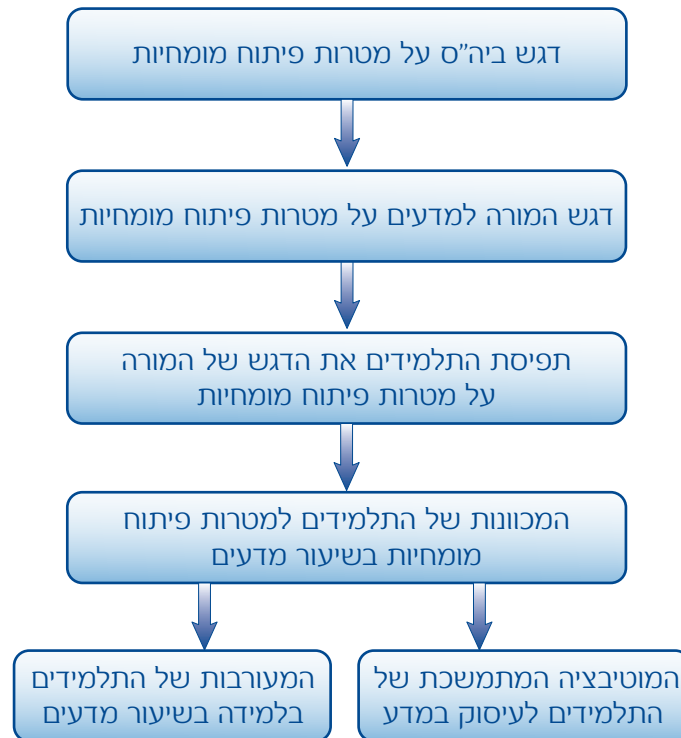 דגש ביה"ס על מטרות פיתוח מומחיות
דגש המורה למדעים על מטרות פיתוח מומחיות
תפיסת התלמידים את הדגש של המורה
על מטרות פיתוח מומחיות
המכוונות של התלמידים למטרות פיתוח
מומחיות בשיעור מדעים
המוטיבציה המתמשכת של
התלמידים לעיסוק במדע
המעורבות של התלמידים
בלמידה בשיעור מדעים